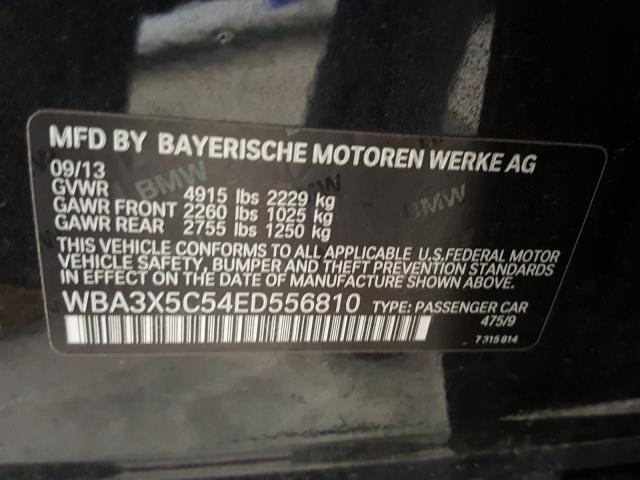 MFD BY BAYERISCHE MOTOREN WERKE AG
09/13
GVWR 4915 lbs 2229 kg
GAWR FRONT 2260 lbs 1025 kg
GAWR REAR 2755 lbs 1250 kg
THIS VEHICLE CONFORMS TO ALL APPLICABLE U.S.FEDERAL MOTOR
VEHICLE SAFETY, BUMPER AND THEFT PREVENTION STANDARDS
IN EFFECT ON THE DATE OF MANUFACTURE SHOWN ABOVE.
WBA3X5C54ED556810 TYPE: PASSENGER CAR
475/9
7 315 814
BMW
BMW